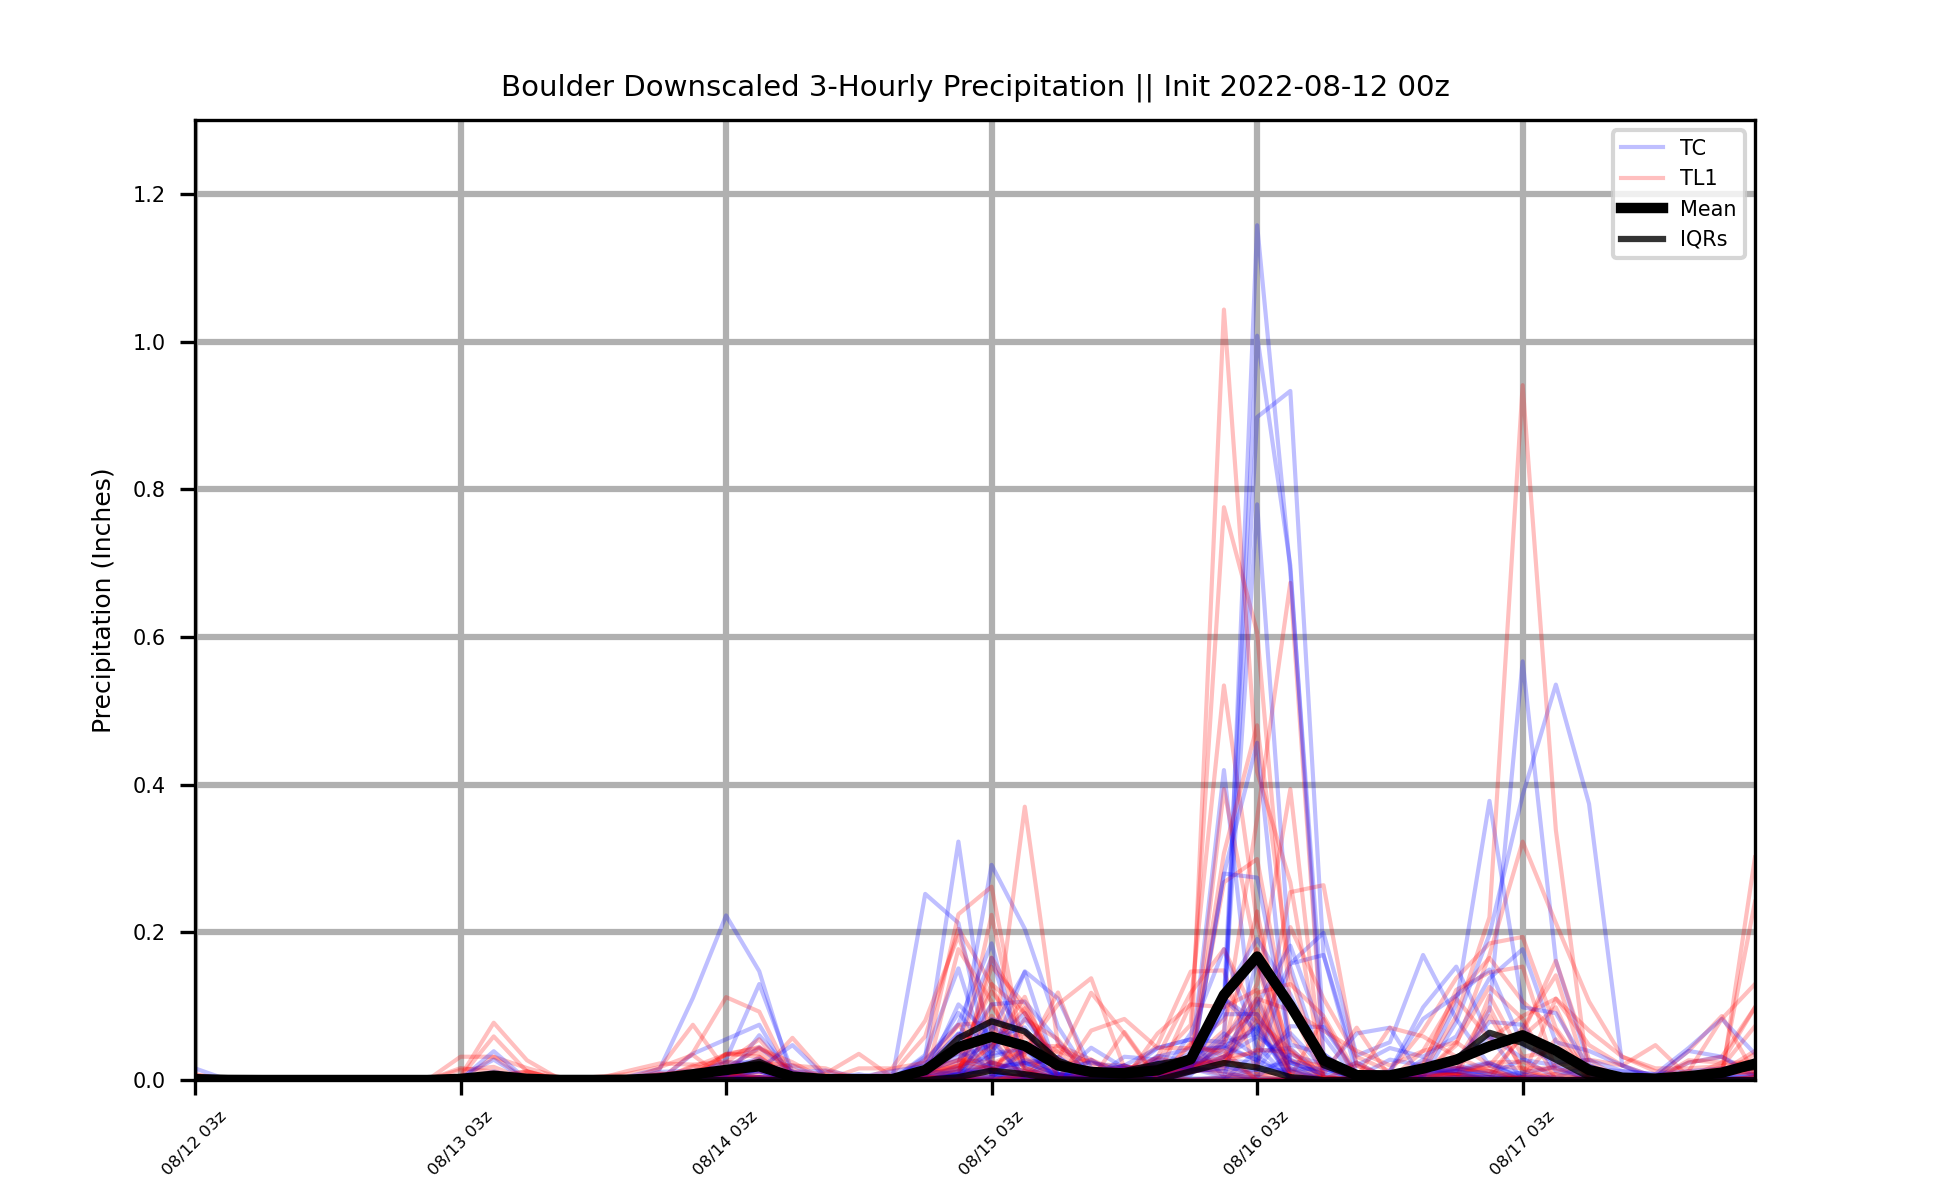 Boulder Downscaled 3-Hourly Precipitation || Init 2022-08-12 00z
TC
TL1
Mean
IQRs
Precipitation (Inches)
1.2
1.0
0.8
0.6
0.4
0.2
0.0
08/12 03z
08/13 03z
08/14 03z
08/15 03z
08/16 03z
08/17 03z